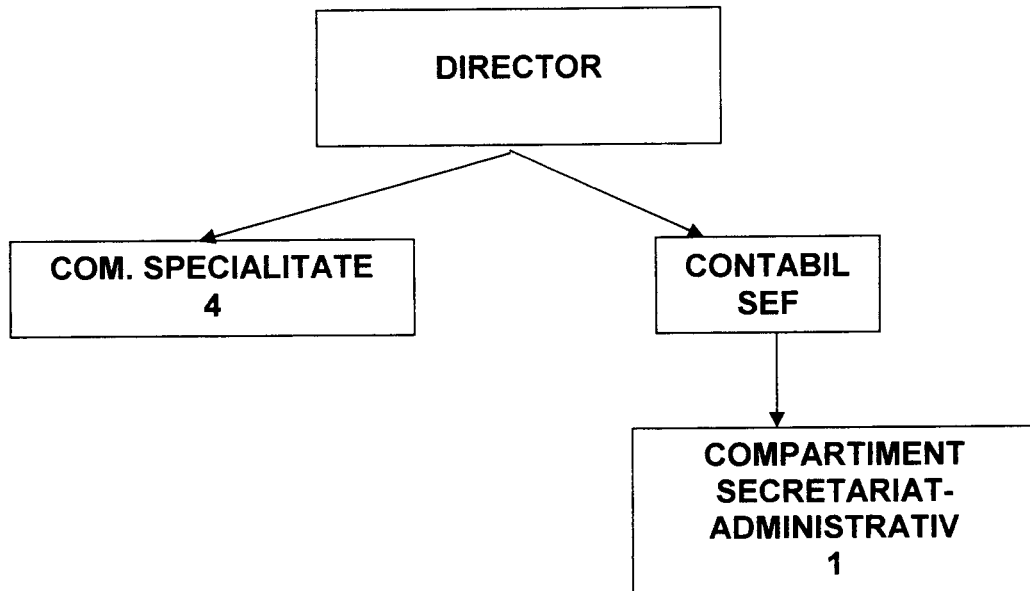 DIRECTOR
COM. SPECIALITATE
4
CONTABIL
SEF
COMPARTIMENT
SECRETARIAT-
ADMINISTRATIV
1